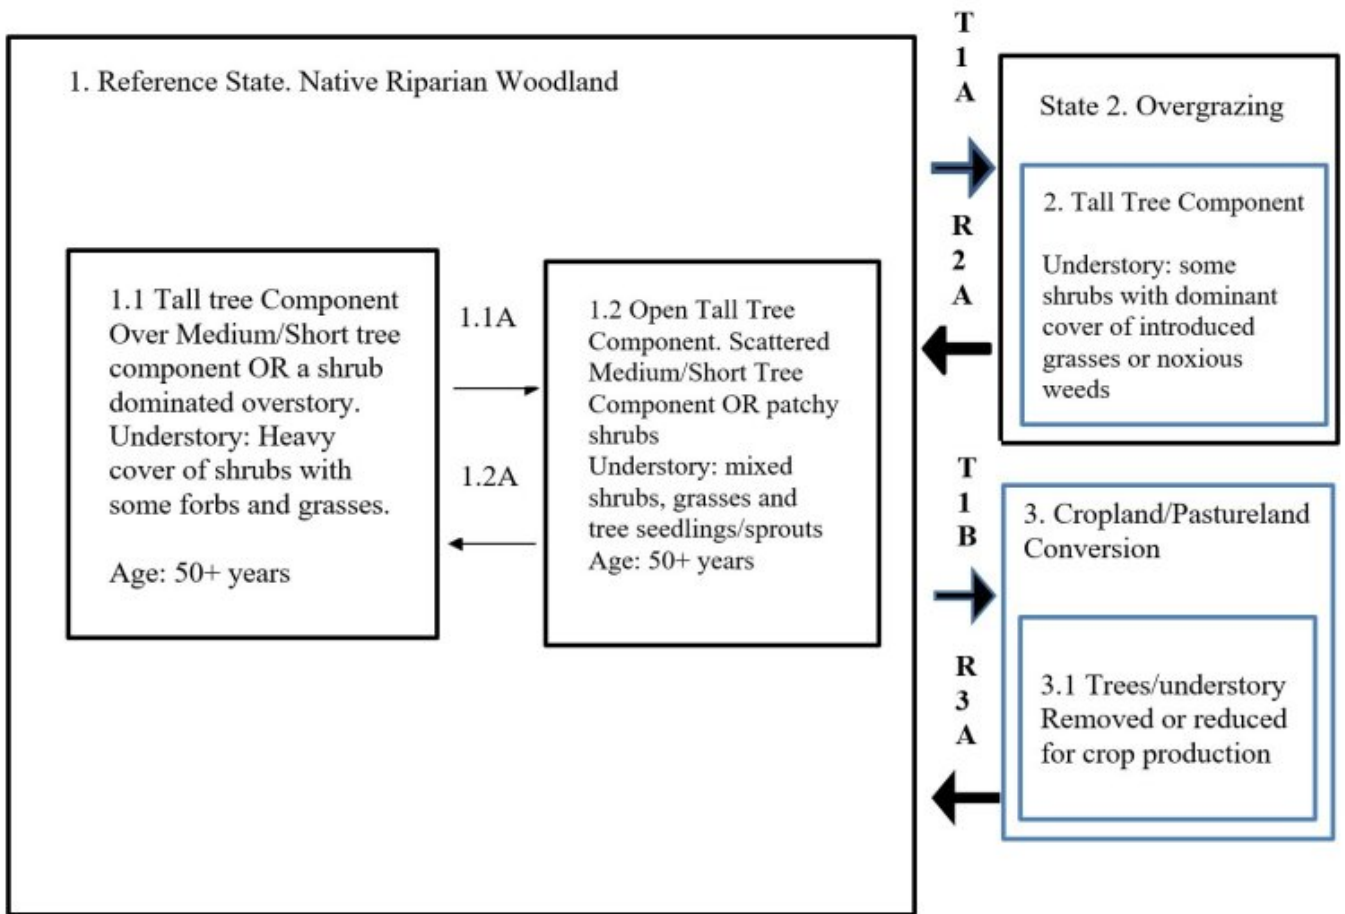 1. Reference State. Native Riparian Woodland
1.1 Tall tree Component
Over Medium/Short tree
component OR a shrub
dominated overstory.
Understory: Heavy
cover of shrubs with
some forbs and grasses.
Age: 50+ years
1.1A
1.2A
1.2 Open Tall Tree
Component. Scattered
Medium/Short Tree
Component OR patchy
shrubs
Understory: mixed
shrubs, grasses and
tree seedlings/sprouts
Age: 50+ years
T
1
A
R
2
A
State 2. Overgrazing
2. Tall Tree Component
Understory: some
shrubs with dominant
cover of introduced
grasses or noxious
weeds
T
1
B
R
3
A
3. Cropland/Pastureland
Conversion
3.1 Trees/understory
Removed or reduced
for crop production